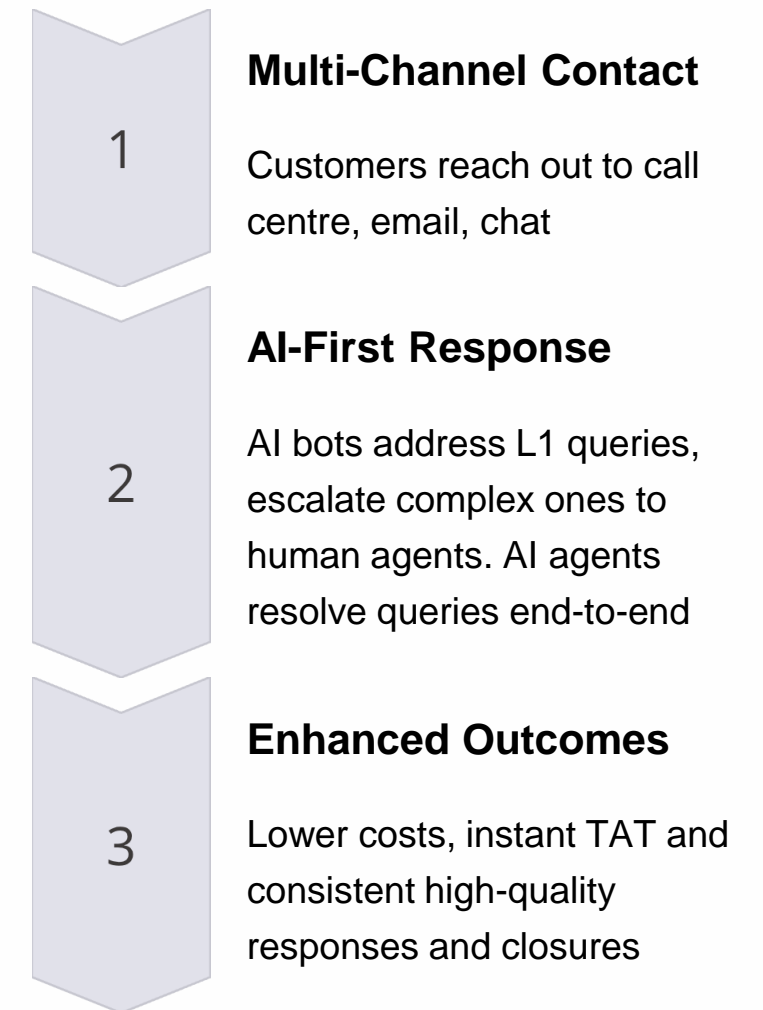 1
Multi-Channel Contact
Customers reach out to call
centre, email, chat
2
AI-First Response
AI bots address L1 queries,
escalate complex ones to
human agents. AI agents
resolve queries end-to-end
3
Enhanced Outcomes
Lower costs, instant TAT and
consistent high-quality
responses and closures